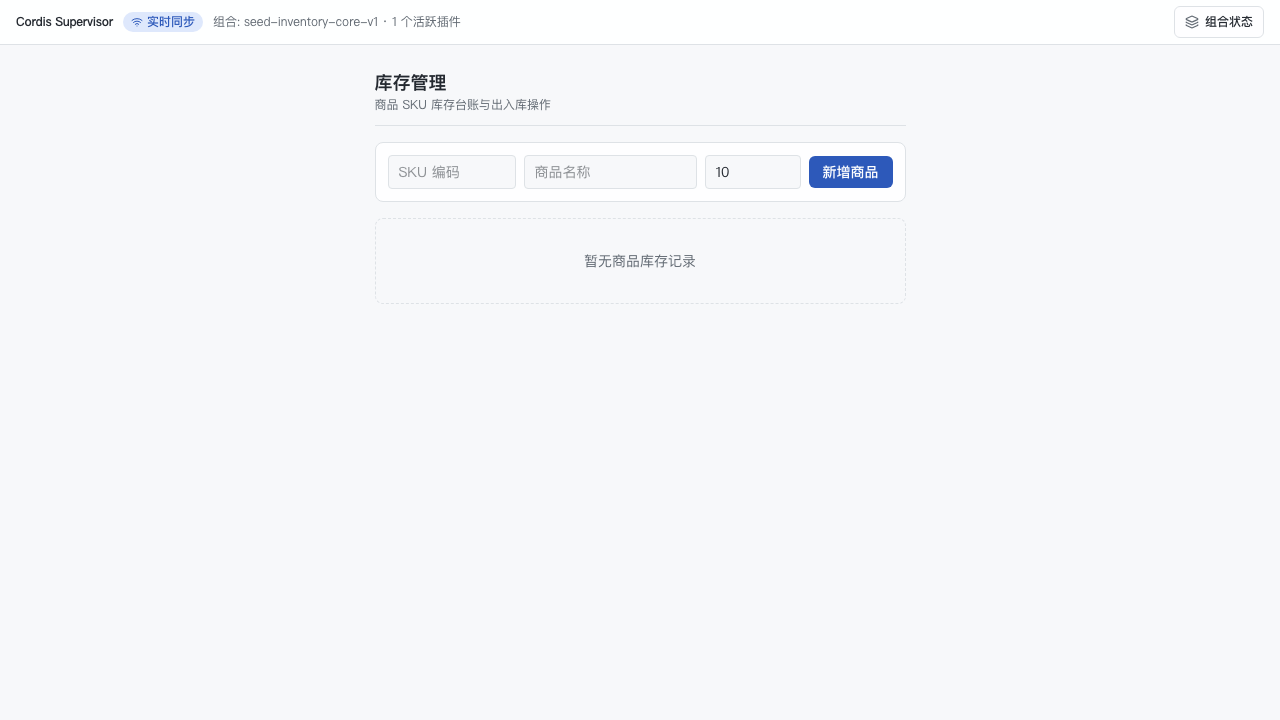 Cordis Supervisor 实时同步 组合: seed-inventory-core-v1 · 1 个活跃插件 组合状态
库存管理
商品 SKU 库存台账与出入库操作
SKU 编码 商品名称 10 新增商品
暂无商品库存记录